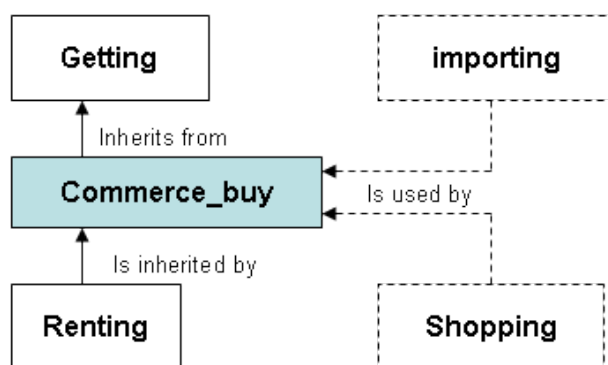 Getting
importing
Inherits from
Commerce_buy
Is used by
Is inherited by
Renting
Shopping